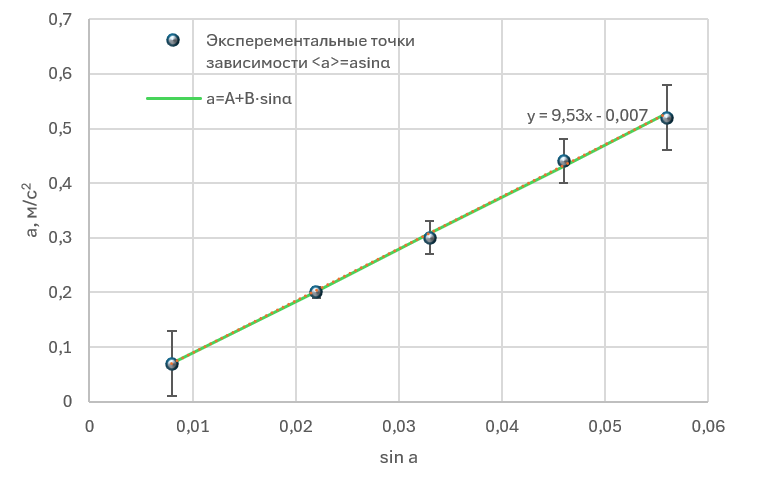 0,7
0,6
0,5
0,4
0,3
0,2
0,1
0
Эксперементальные точки
зависимости <a>=asinα
a=A+B·sinα
y = 9,53x - 0,007
a, м/с²
0
0,01
0,02
0,03
0,04
0,05
0,06
sin a